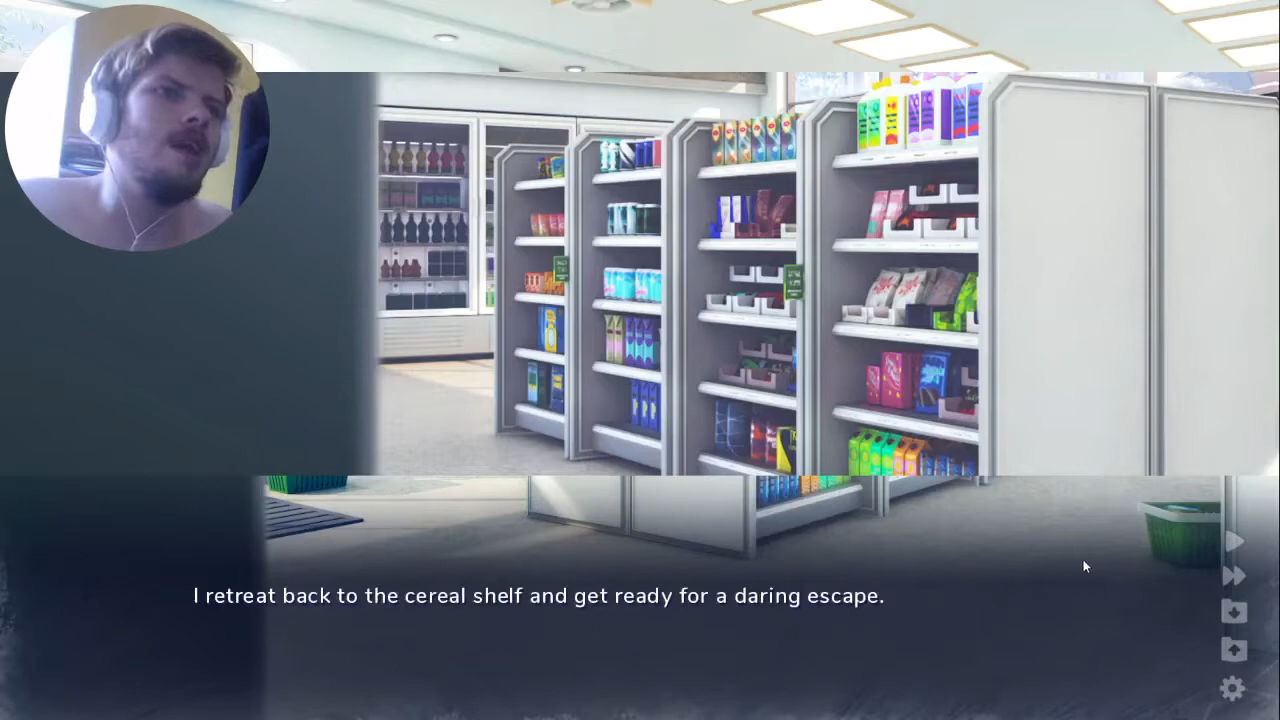 I retreat back to the cereal shelf and get ready for a daring escape.